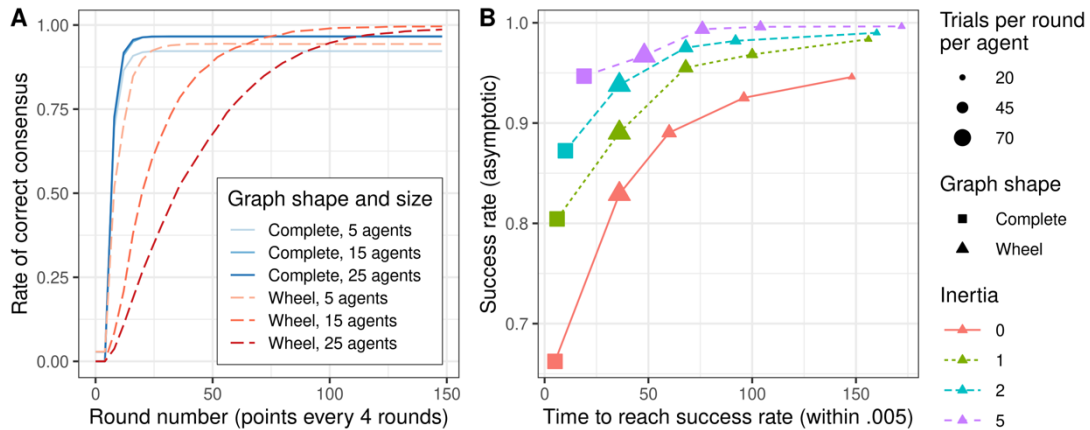 A
Rate of correct consensus
1.00
0.75
0.50
0.25
0.00
0
50
100
150
Round number (points every 4 rounds)
Graph shape and size
Complete, 5 agents
Complete, 15 agents
Complete, 25 agents
Wheel, 5 agents
Wheel, 15 agents
Wheel, 25 agents
B
Success rate (asymptotic)
1.0
0.9
0.8
0.7
0
50
100
150
Time to reach success rate (within .005)
Trials per round
per agent
20
45
70
Graph shape
Complete
Wheel
Inertia
0
1
2
5